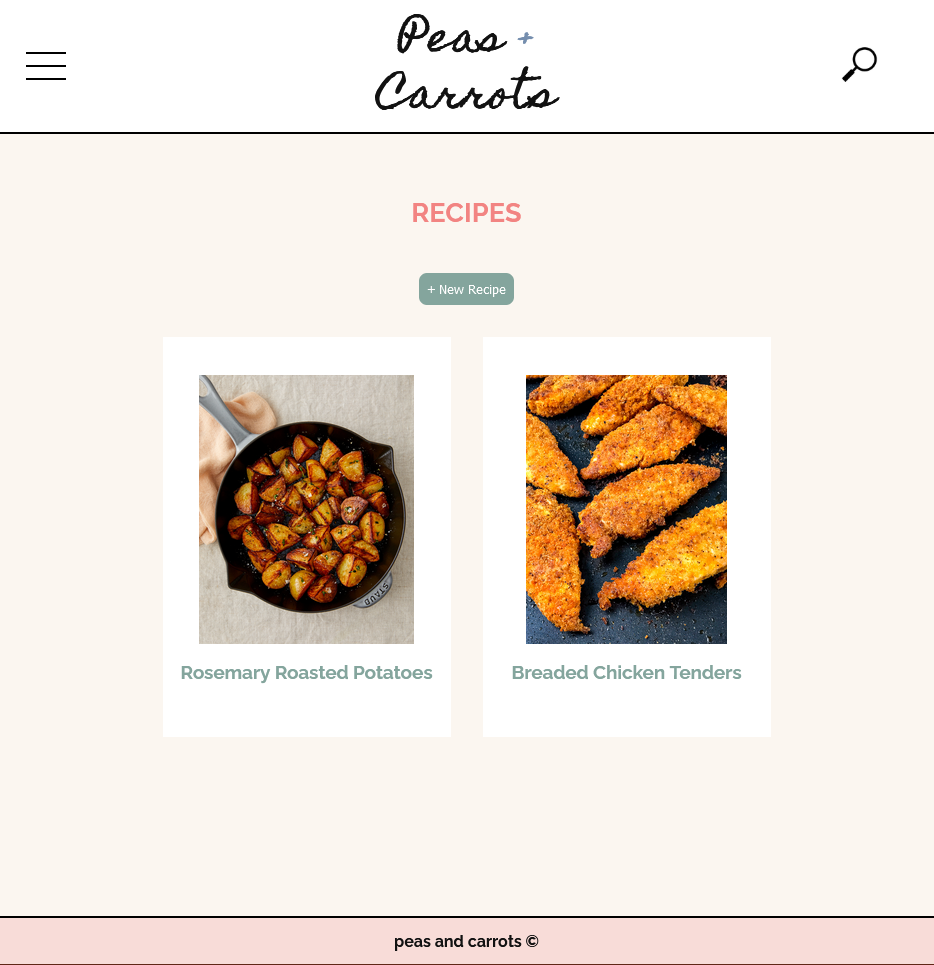 Peas +
Carrots
RECIPES
+ New Recipe
STAUB
Rosemary Roasted Potatoes
Breaded Chicken Tenders
peas and carrots ©